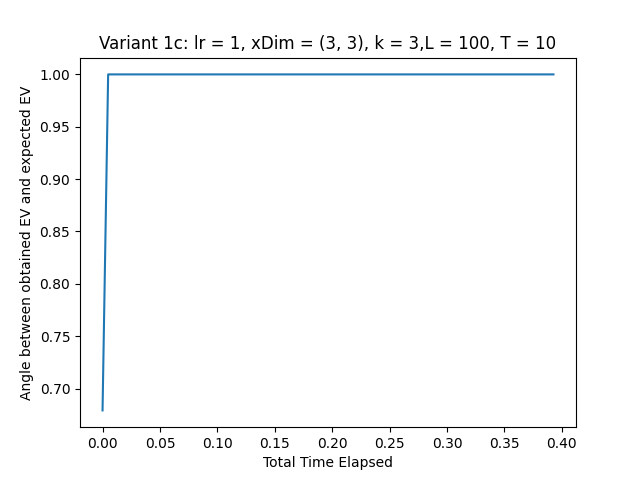 Variant 1c: lr = 1, xDim = (3, 3), k = 3,L = 100, T = 10
Angle between obtained EV and expected EV
1.00
0.95
0.90
0.85
0.80
0.75
0.70
0.00 0.05 0.10 0.15 0.20 0.25 0.30 0.35 0.40
Total Time Elapsed